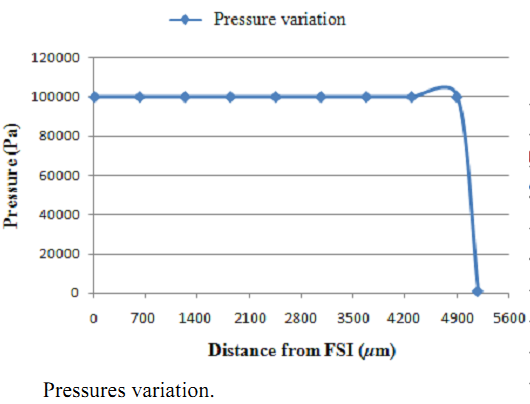 Pressure variation
120000
100000
80000
60000
40000
20000
0
Pressure (Pa)
0 700 1400 2100 2800 3500 4200 4900 5600
Distance from FSI (μm)
Pressures variation.